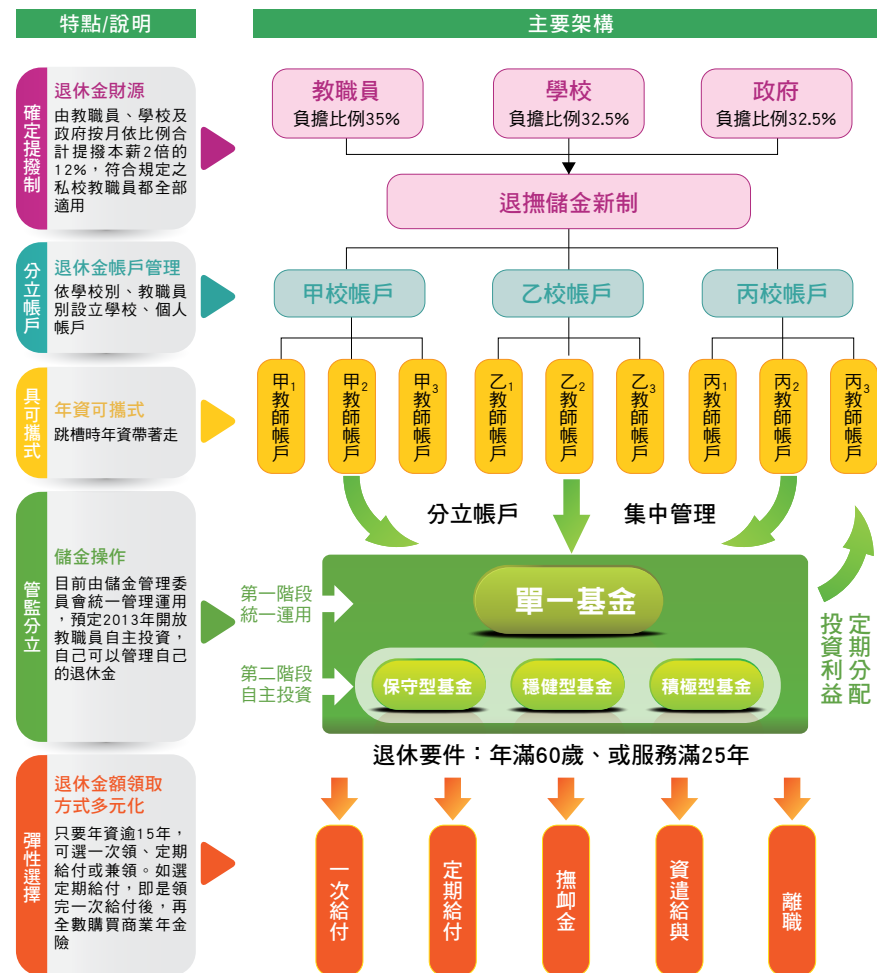 特點/說明
主要架構
確定提撥制
退休金財源
由教職員、學校及
政府按月依比例合
計提撥本薪2倍的
12%，符合規定之
私校教職員都全部
適用
教職員
負擔比例35%
學校
負擔比例32.5%
政府
負擔比例32.5%
退撫儲金新制
分立帳戶
退休金帳戶管理
依學校別、教職員
別設立學校、個人
帳戶
甲校帳戶
乙校帳戶
丙校帳戶
具可攜式
年資可攜式
跳槽時年資帶著走
甲1教師帳戶
甲2教師帳戶
甲3教師帳戶
乙1教師帳戶
乙2教師帳戶
乙3教師帳戶
丙1教師帳戶
丙2教師帳戶
丙3教師帳戶
分立帳戶
集中管理
管監分立
儲金操作
目前由儲金管理委
員會統一管理運用
，預定2013年開放
教職員自主投資，
自己可以管理自己
的退休金
第一階段
統一運用
單一基金
第二階段
自主投資
保守型基金
穩健型基金
積極型基金
定期分配
投資利益
退休要件：年滿60歲、或服務滿25年
彈性選擇
退休金額領取
方式多元化
只要年資逾15年，
可選一次領、定期
給付或兼領。如選
定期給付，即是領
完一次給付後，再
全數購買商業年金
險
一次給付
定期給付
撫卹金
資遣給與
離職